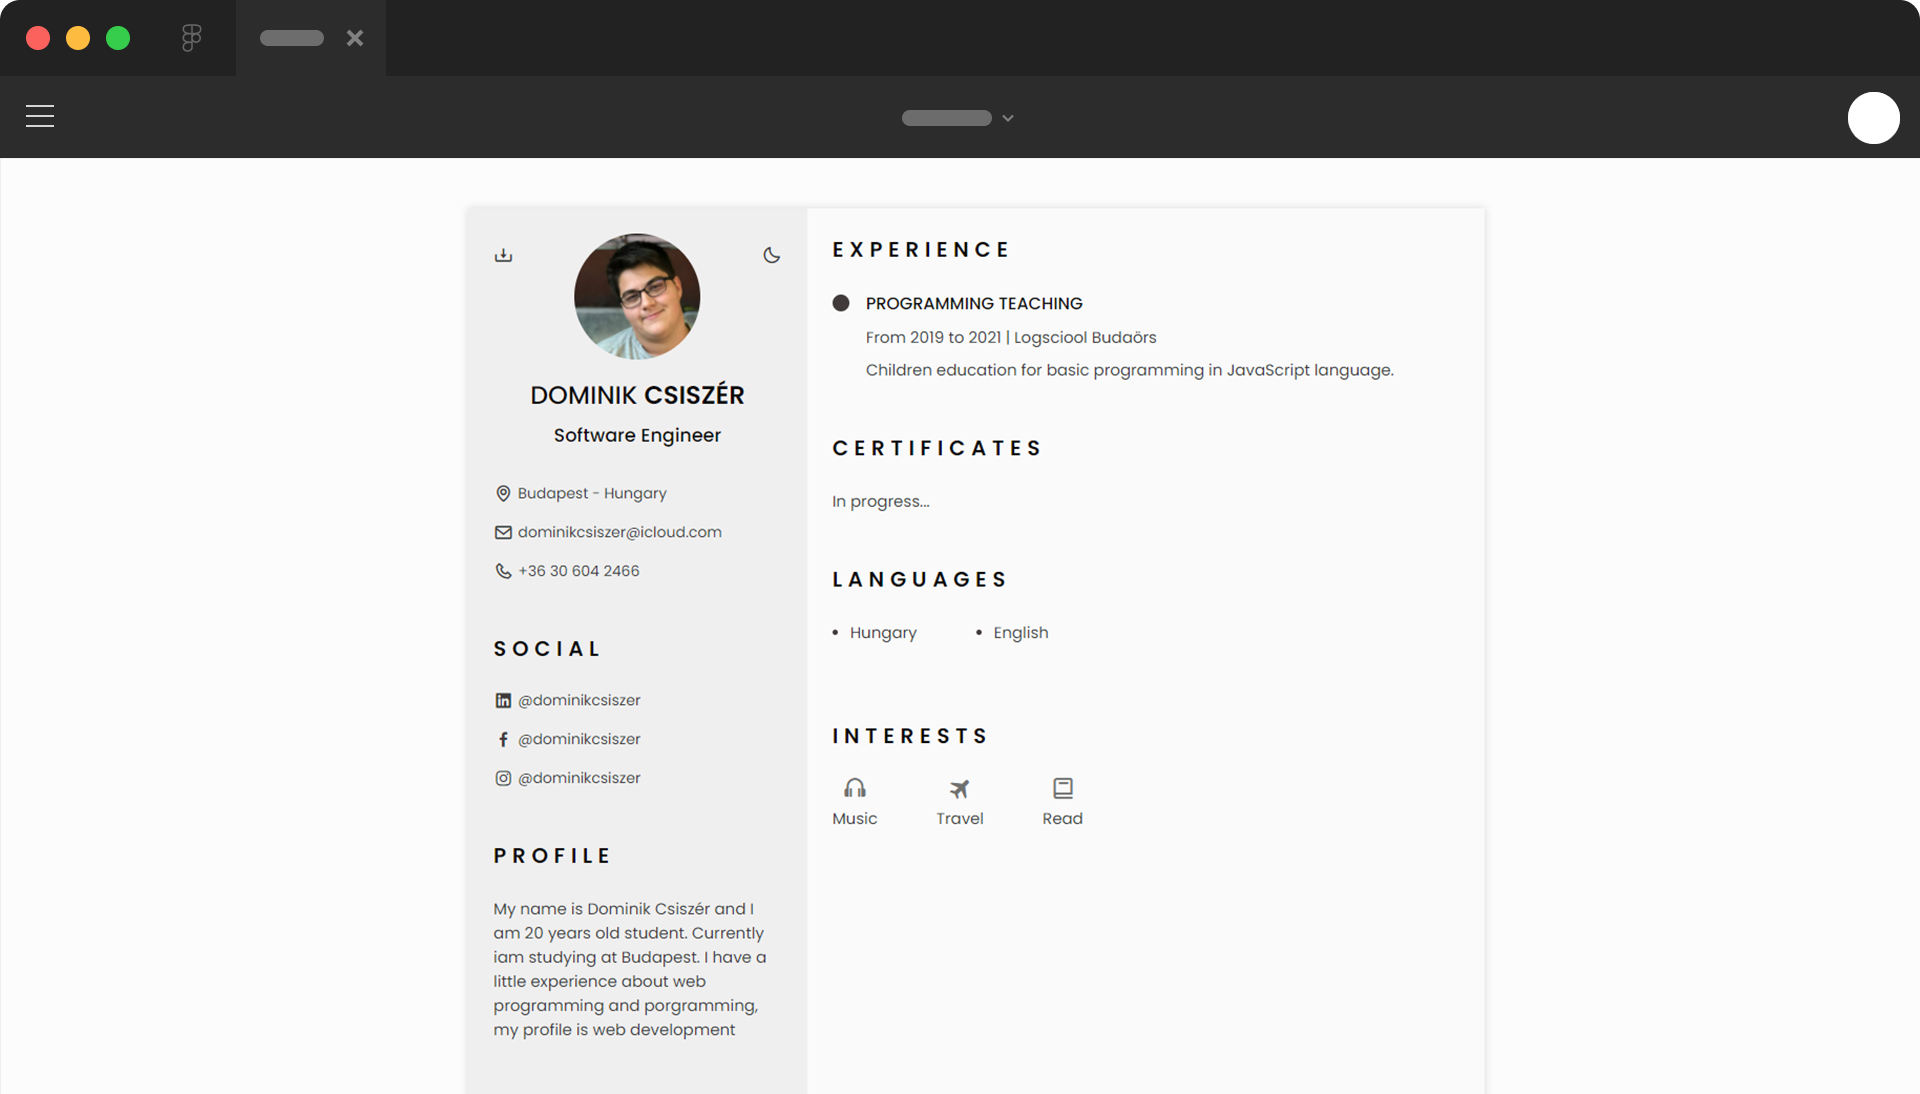 DOMINIK CSISZÉR
Software Engineer
Budapest - Hungary
dominikcsiszer@icloud.com
+36 30 604 2466
SOCIAL
@dominikcsiszer
@dominikcsiszer
@dominikcsiszer
PROFILE
My name is Dominik Csiszér and I
am 20 years old student. Currently
iam studying at Budapest. I have a
little experience about web
programming and porgramming,
my profile is web development
EXPERIENCE
PROGRAMMING TEACHING
From 2019 to 2021 | Logsciool Budaörs
Children education for basic programming in JavaScript language.
CERTIFICATES
In progress...
LANGUAGES
• Hungary • English
INTERESTS
Music Travel Read